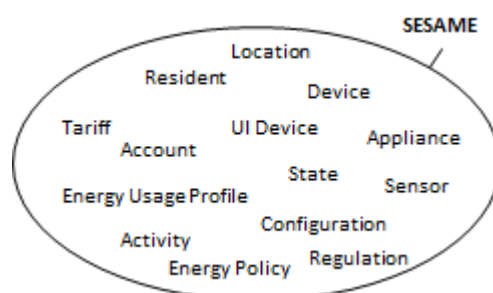 SESAME
Location
Resident
Device
Tariff
UI Device
Account
Appliance
State
Sensor
Energy Usage Profile
Configuration
Activity
Regulation
Energy Policy